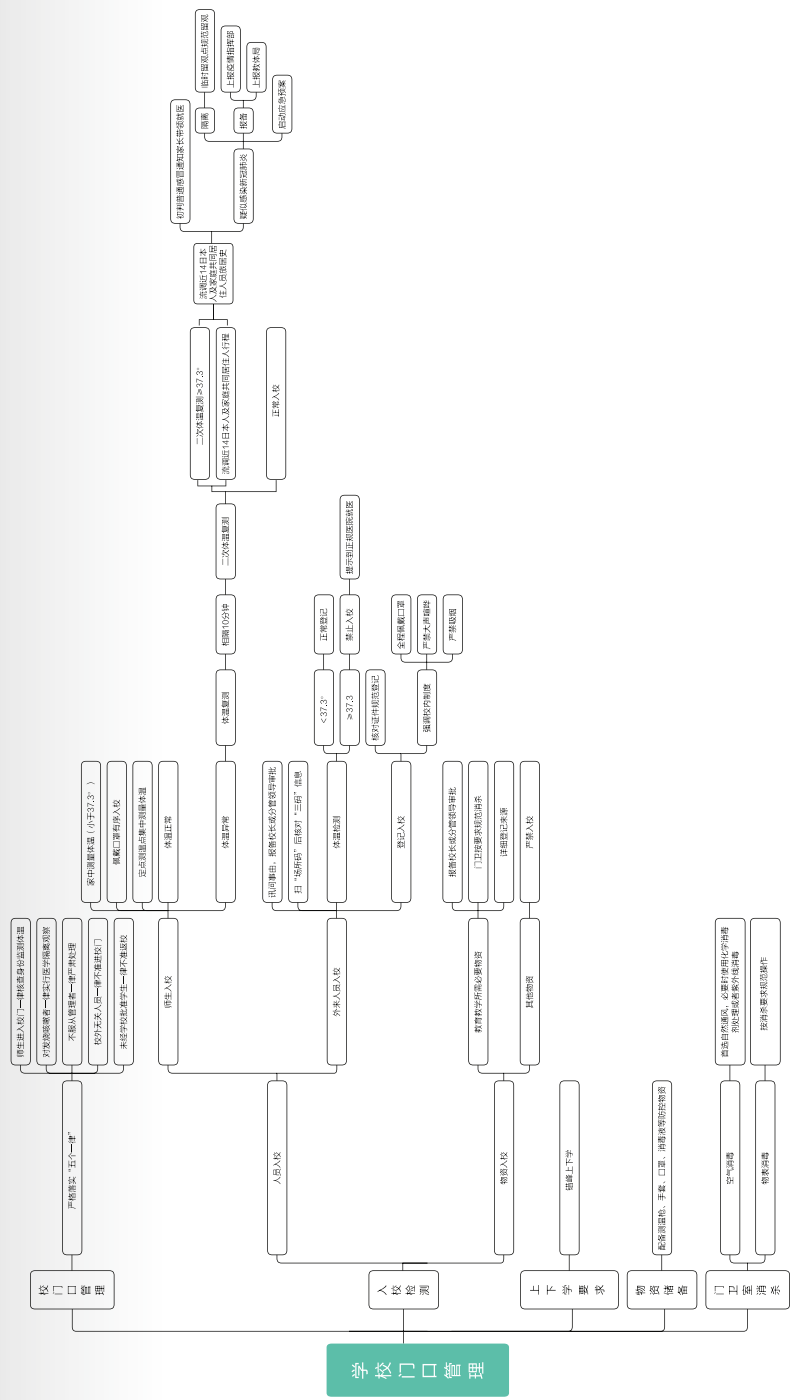 学校门口管理
校门口管理
严格落实“五个一律”
师生进入校门一律核查身份监测体温
对发烧咳嗽者一律实行医学隔离观察
不服从管理者一律严肃处理
校外无关人员一律不准进校门
未经学校批准学生一律不准返校
入校检测
人员入校
师生入校
家中测量体温（小于37.3°）
佩戴口罩有序入校
定点测温点集中测量体温
体温正常
体温异常
体温复测
相隔10分钟
二次体温复测
二次体温复测≥37.3°
流调近14日本人及家庭共同居住人行程
正常入校
流调近14日本
人及家庭共同居
住人员旅居史
初判普通感冒通知家长带领就医
疑似感染新冠肺炎
隔离
临时留观点规范留观
报备
上报疫情指挥部
上报教体局
启动应急预案
外来人员入校
讯问事由，报备校长或分管领导审批
扫“场所码”后核对“三码”信息
体温检测
＜37.3°
正常登记
≥37.3
禁止入校
提示到正规医院就医
登记入校
核对证件规范登记
强调校内制度
全程佩戴口罩
严禁大声喧哗
严禁吸烟
物资入校
教育教学所需必要物资
报备校长或分管领导审批
门卫按要求规范消杀
详细登记来源
其他物资
严禁入校
上下学要求
错峰上下学
物资储备
配备测温枪、手套、口罩、消毒液等防控物资
门卫室消杀
空气消毒
首选自然通风，必要时使用化学消毒
剂处理或者紫外线消毒
物表消毒
按消杀要求规范操作